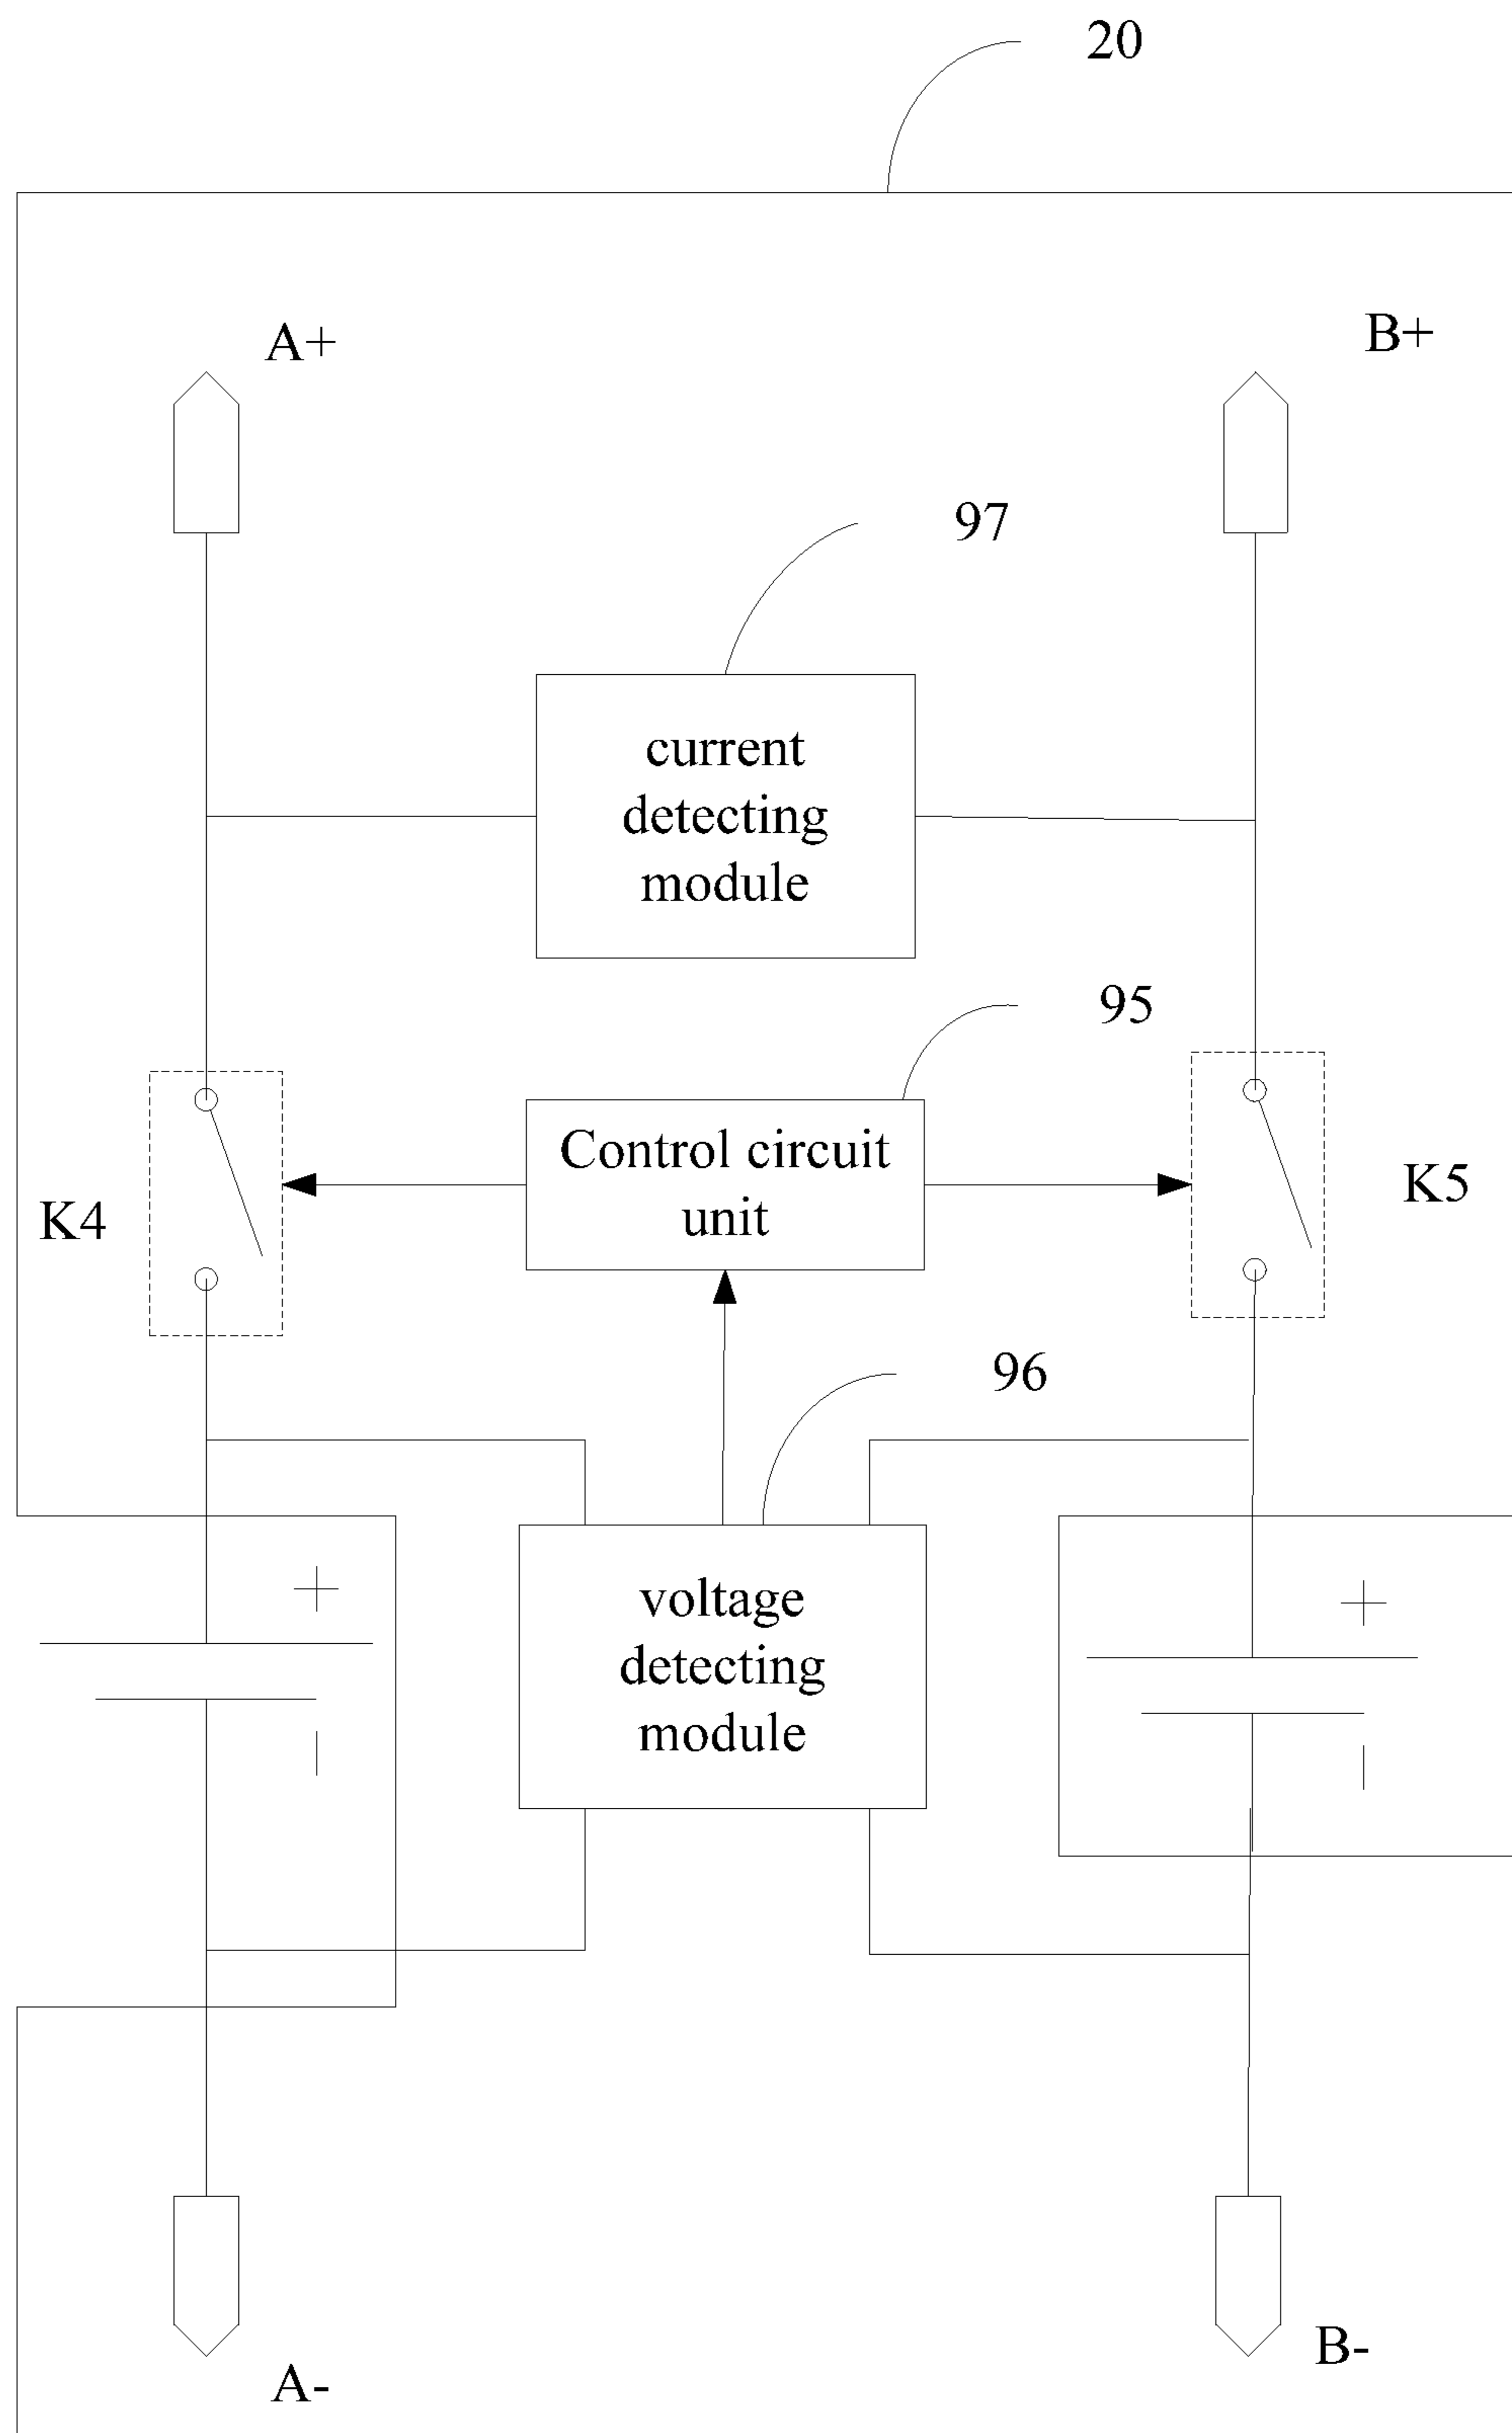 20
A+
B+
97
current
detecting
module
95
Control circuit
unit
K4
K5
96
+
+
voltage
detecting
module
A-
B-